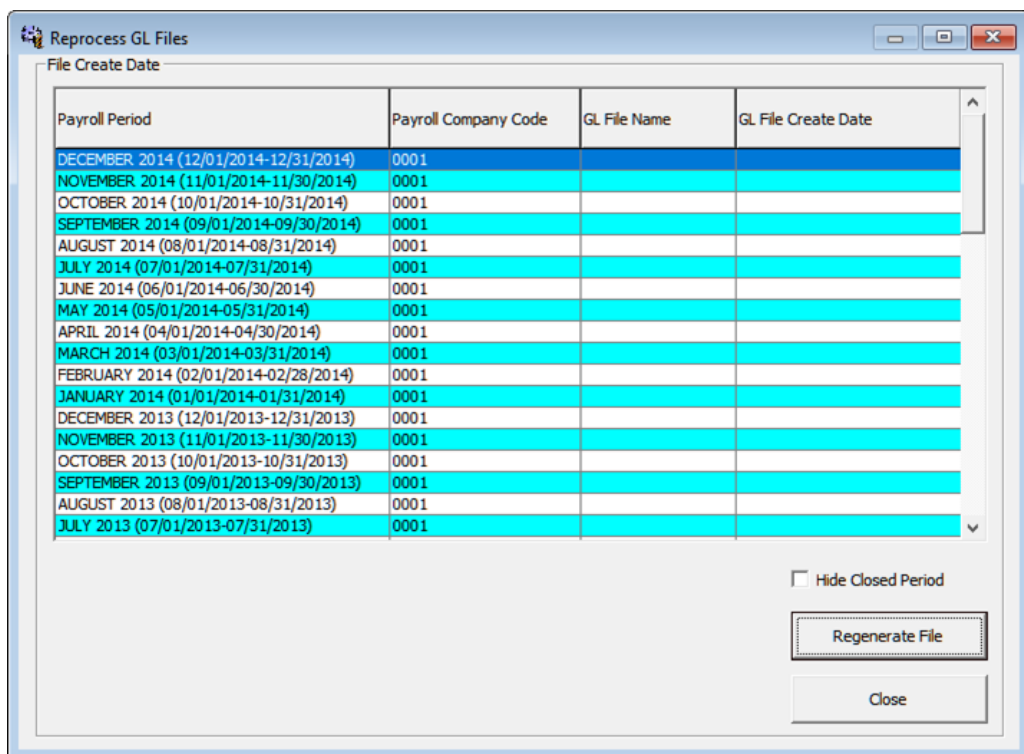 Reprocess GL Files
File Create Date
Payroll Period Payroll Company Code GL File Name GL File Create Date
DECEMBER 2014 (12/01/2014-12/31/2014) 0001
NOVEMBER 2014 (11/01/2014-11/30/2014) 0001
OCTOBER 2014 (10/01/2014-10/31/2014) 0001
SEPTEMBER 2014 (09/01/2014-09/30/2014) 0001
AUGUST 2014 (08/01/2014-08/31/2014) 0001
JULY 2014 (07/01/2014-07/31/2014) 0001
JUNE 2014 (06/01/2014-06/30/2014) 0001
MAY 2014 (05/01/2014-05/31/2014) 0001
APRIL 2014 (04/01/2014-04/30/2014) 0001
MARCH 2014 (03/01/2014-03/31/2014) 0001
FEBRUARY 2014 (02/01/2014-02/28/2014) 0001
JANUARY 2014 (01/01/2014-01/31/2014) 0001
DECEMBER 2013 (12/01/2013-12/31/2013) 0001
NOVEMBER 2013 (11/01/2013-11/30/2013) 0001
OCTOBER 2013 (10/01/2013-10/31/2013) 0001
SEPTEMBER 2013 (09/01/2013-09/30/2013) 0001
AUGUST 2013 (08/01/2013-08/31/2013) 0001
JULY 2013 (07/01/2013-07/31/2013) 0001
Hide Closed Period
Regenerate File
Close